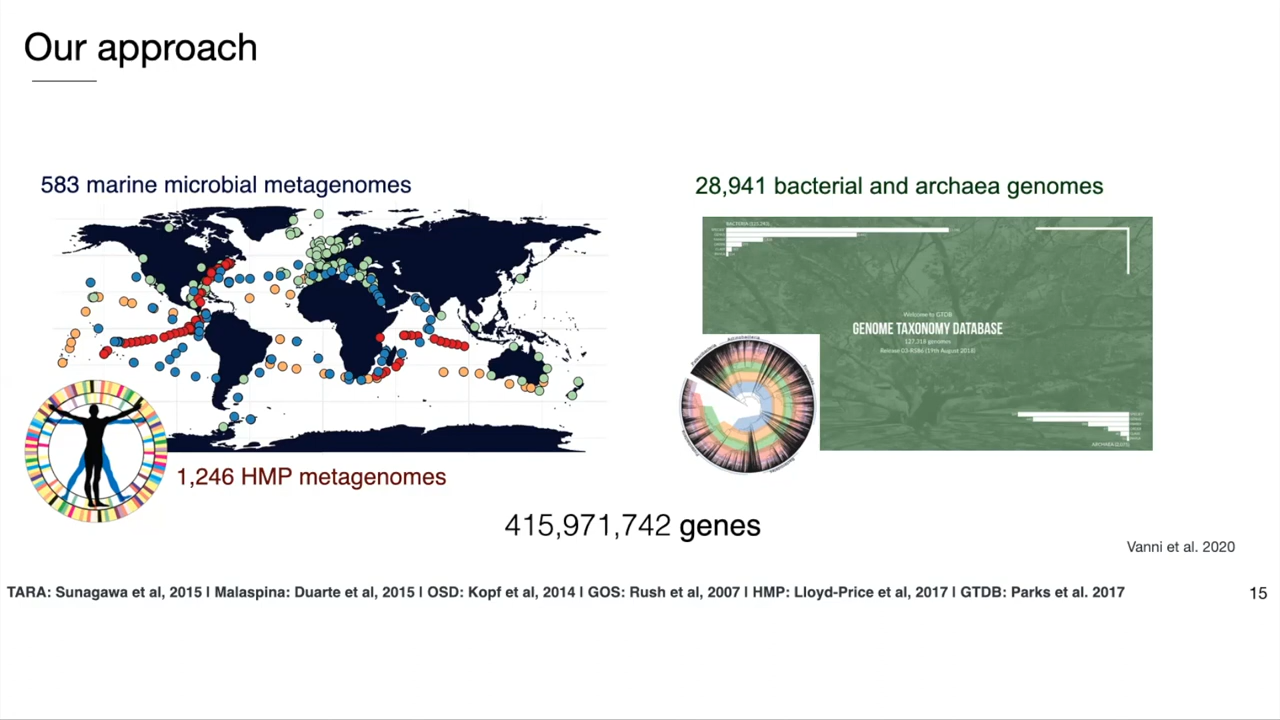 Our approach
583 marine microbial metagenomes
28,941 bacterial and archaea genomes
Welcome to GTDB
GENOME TAXONOMY DATABASE
1,246 HMP metagenomes
415,971,742 genes
Vanni et al. 2020
TARA: Sunagawa et al, 2015 I Malaspina: Duarte et al, 2015 I OSD: Kopf et al, 2014 I GOS: Rush et al, 2007 I HMP: Lloyd-Price et al, 2017 I GTDB: Parks et al. 2017
15